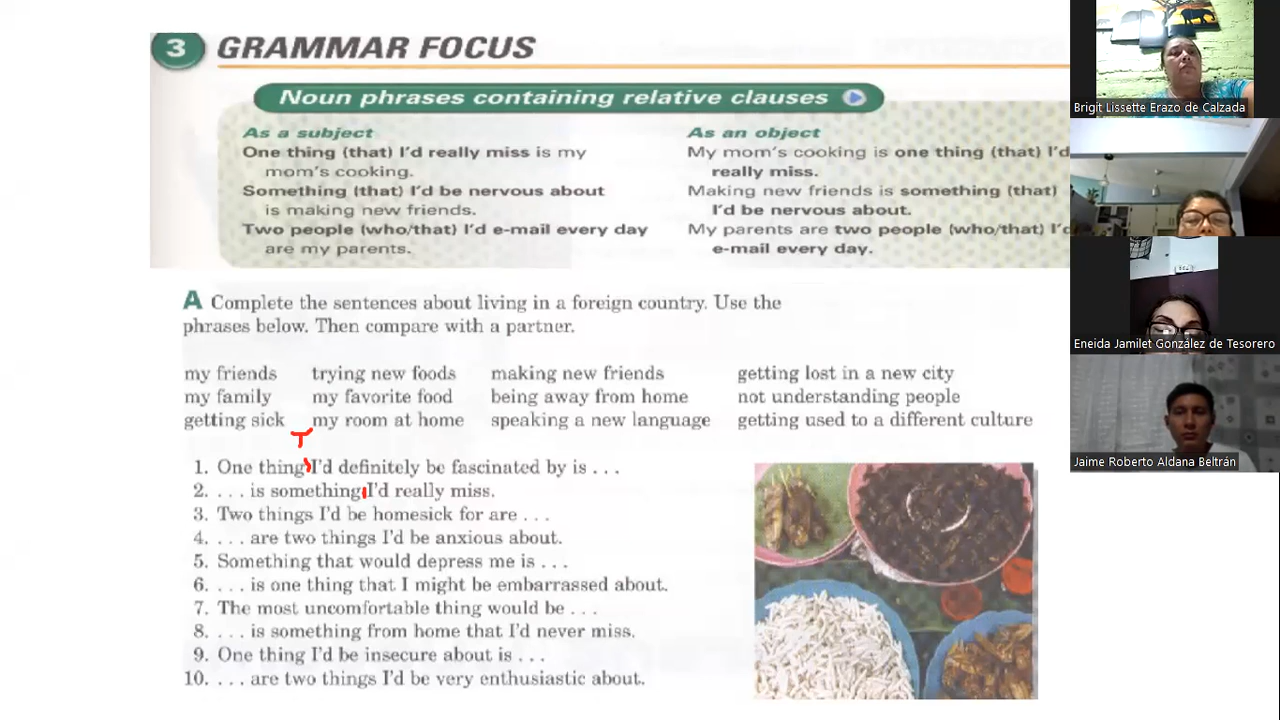 3 GRAMMAR FOCUS
Noun phrases containing relative clauses
As a subject
One thing (that) I'd really miss is my
mom's cooking.
Something (that) I'd be nervous about
is making new friends.
Two people (who/that) I'd e-mail every day
are my parents.
As an object
My mom's cooking is one thing (that) I'd
really miss.
Making new friends is something (that)
I'd be nervous about.
My parents are two people (who/that) I'd
e-mail every day.
A Complete the sentences about living in a foreign country. Use the
phrases below. Then compare with a partner.
my friends trying new foods making new friends getting lost in a new city
my family my favorite food being away from home not understanding people
getting sick my room at home speaking a new language getting used to a different culture
T
1. One thing I'd definitely be fascinated by is . . .
2. . . . is something I'd really miss.
3. Two things I'd be homesick for are . . .
4. . . . are two things I'd be anxious about.
5. Something that would depress me is . . .
6. . . . is one thing that I might be embarrassed about.
7. The most uncomfortable thing would be . . .
8. . . . is something from home that I'd never miss.
9. One thing I'd be insecure about is . . .
10. . . . are two things I'd be very enthusiastic about.
Brigit Lissette Erazo de Calzada
Eneida Jamilet González de Tesorero
Jaime Roberto Aldana Beltrán